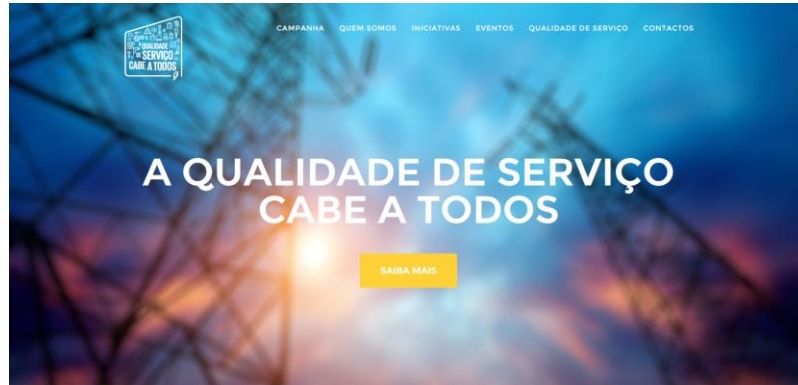 QUALIDADE
DE SERVIÇO
CABE A TODOS
CAMPANHA QUEM SOMOS INICIATIVAS EVENTOS QUALIDADE DE SERVIÇO CONTACTOS
A QUALIDADE DE SERVIÇO
CABE A TODOS
SAIBA MAIS